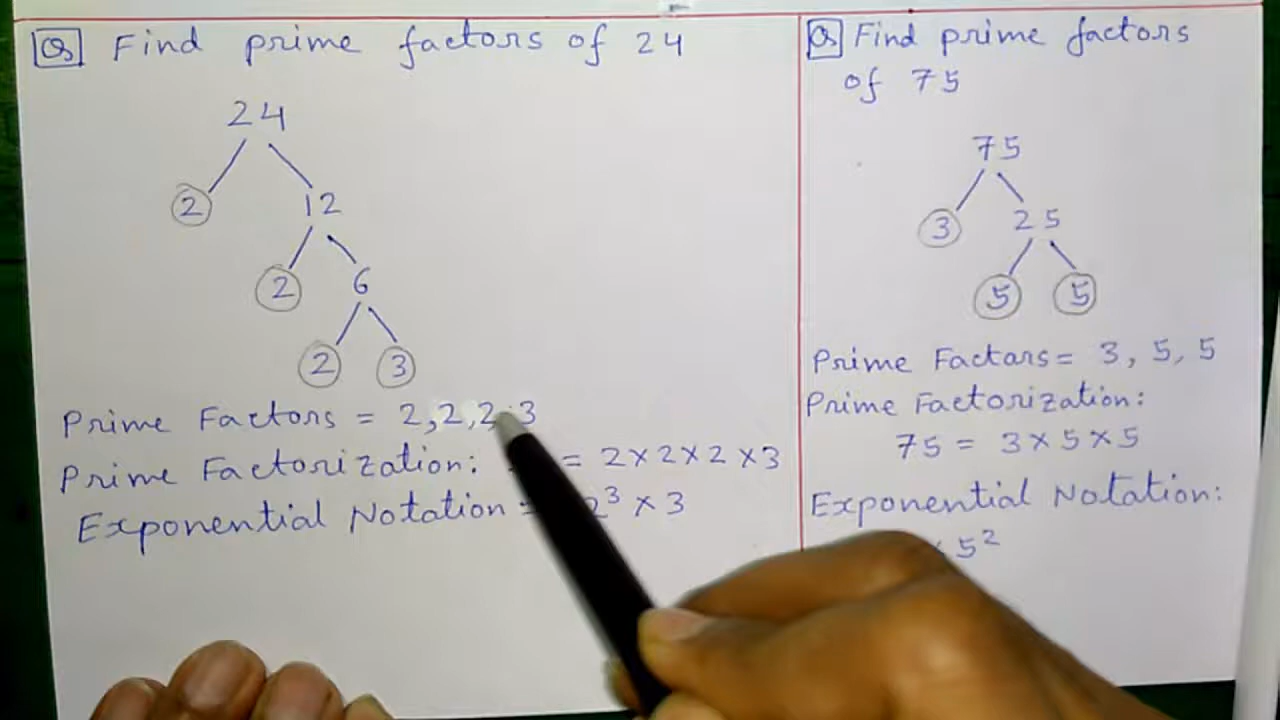 Q Find prime factors of 24
24
2 12
2 6
2 3
Prime Factors = 2, 2, 2, 3
Prime Factorization: = 2 × 2 × 2 × 3
Exponential Notation = 2³ × 3
Q Find prime factors
of 75
75
3 25
5 5
Prime Factors = 3, 5, 5
Prime Factorization:
75 = 3 × 5 × 5
Exponential Notation:
× 5²